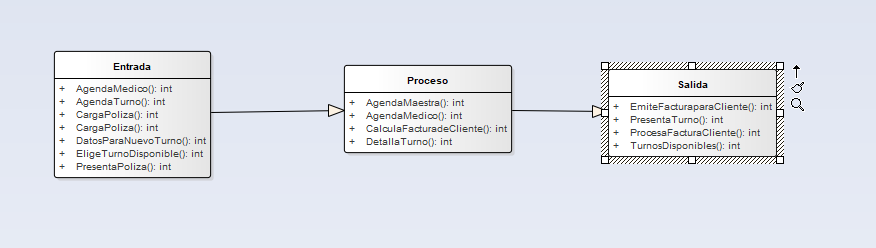 Entrada
+ AgendaMedico(): int
+ AgendaTurno(): int
+ CargaPoliza(): int
+ CargaPoliza(): int
+ DatosParaNuevoTurno(): int
+ EligeTurnoDisponible(): int
+ PresentaPoliza(): int
Proceso
+ AgendaMaestra(): int
+ AgendaMedico(): int
+ CalculaFacturadeCliente(): int
+ DetallaTurno(): int
Salida
+ EmiteFacturaparaCliente(): int
+ PresentaTurno(): int
+ ProcesaFacturaCliente(): int
+ TurnosDisponibles(): int